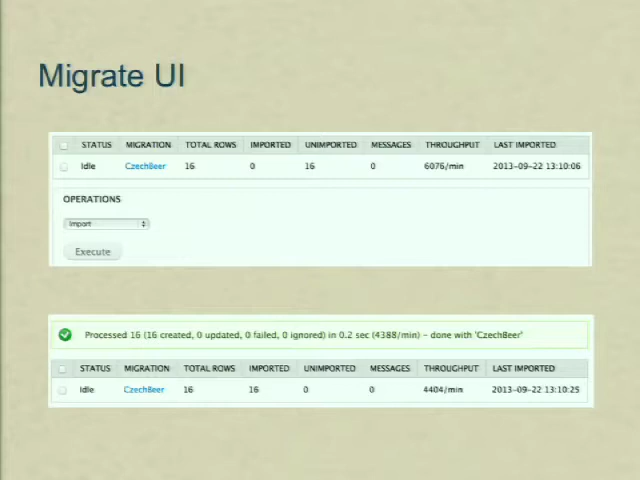 Migrate UI
STATUS MIGRATION TOTAL ROWS IMPORTED UNIMPORTED MESSAGES THROUGHPUT LAST IMPORTED
Idle CzechBeer 16 0 16 0 6076/min 2013-09-22 13:10:06
OPERATIONS
Import
Execute
Processed 16 (16 created, 0 updated, 0 failed, 0 ignored) in 0.2 sec (4388/min) - done with 'CzechBeer'
STATUS MIGRATION TOTAL ROWS IMPORTED UNIMPORTED MESSAGES THROUGHPUT LAST IMPORTED
Idle CzechBeer 16 16 0 0 4404/min 2013-09-22 13:10:25